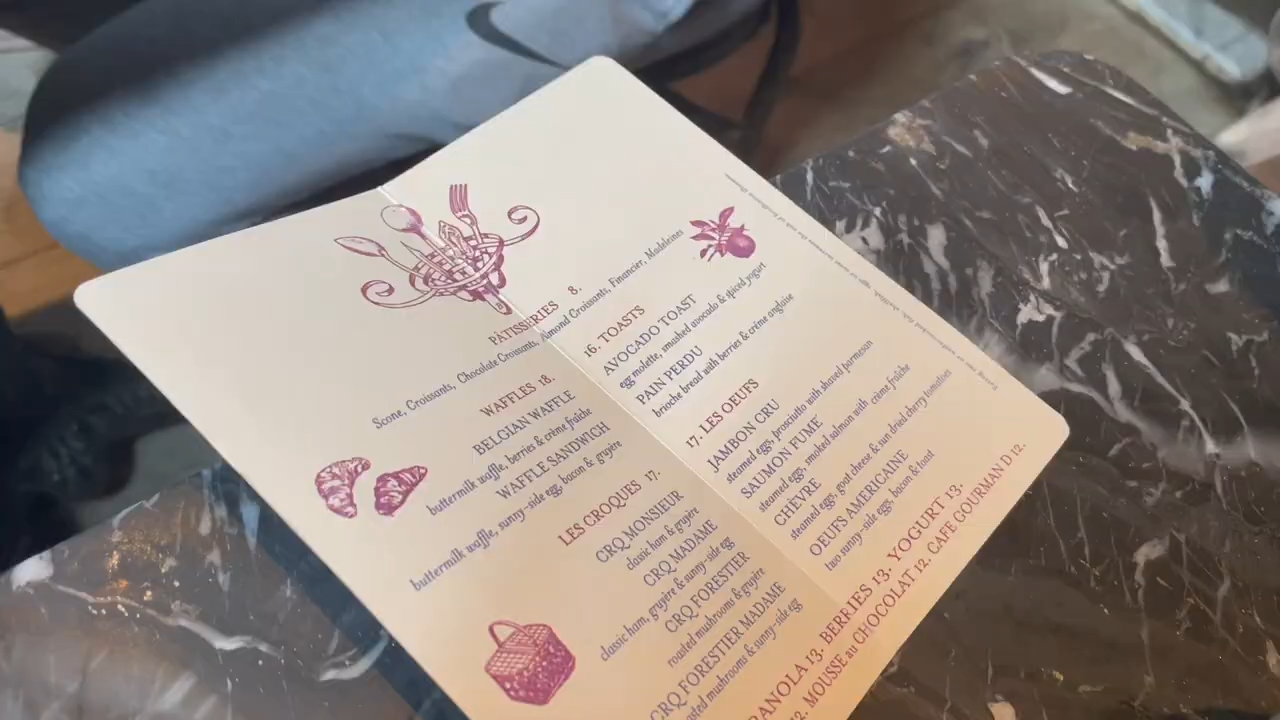 PÂTISSERIES 8.
Scone, Croissants, Chocolate Croissants, Almond Croissants, Financier, Madeleines
WAFFLES 18.
BELGIAN WAFFLE
buttermilk waffle, berries & crème fraîche
WAFFLE SANDWICH
buttermilk waffle, sunny-side egg, bacon & gruyère
LES CROQUES 17.
CRQ MONSIEUR
classic ham & gruyère
CRQ MADAME
classic ham, gruyère & sunny-side egg
CRQ FORESTIER
roasted mushrooms & gruyère
CRQ FORESTIER MADAME
mushrooms & sunny-side egg
16. TOASTS
AVOCADO TOAST
egg molette, smashed avocado & spiced yogurt
PAIN PERDU
brioche bread with berries & crème anglaise
17. LES OEUFS
JAMBON CRU
steamed eggs, prosciutto with shaved parmesan
SAUMON FUME
steamed eggs, smoked salmon with crème fraîche
CHÈVRE
steamed eggs, goat cheese & sun dried cherry tomatoes
OEUFS AMERICAINE
two sunny-side eggs, bacon & toast
RANOLA 13. BERRIES 13. YOGURT 13.
12. MOUSSE au CHOCOLAT 12. CAFE GOURMAND 12.